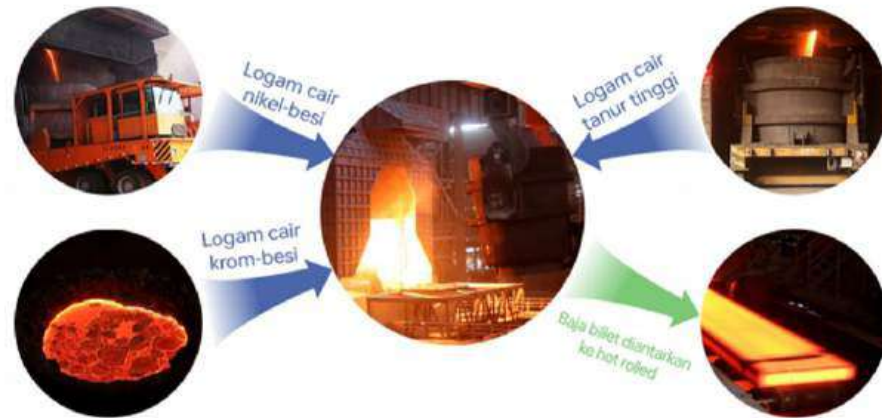 Logam cair
nikel-besi
Logam cair
tanur tinggi
Logam cair
krom-besi
Baja billet diantarkan
ke hot rolled